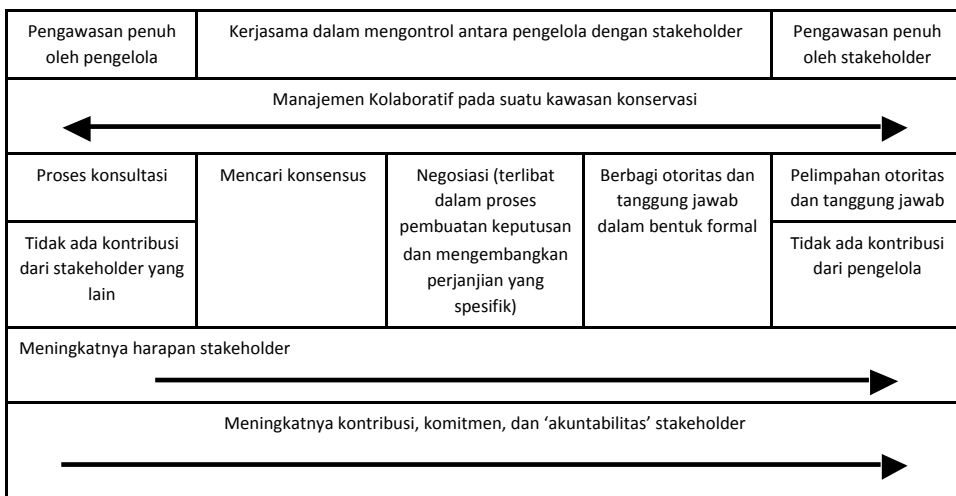 Pengawasan penuh
oleh pengelola
Kerjasama dalam mengontrol antara pengelola dengan stakeholder
Pengawasan penuh
oleh stakeholder
Manajemen Kolaboratif pada suatu kawasan konservasi
Proses konsultasi
Tidak ada kontribusi
dari stakeholder yang
lain
Mencari konsensus
Negosiasi (terlibat
dalam proses
pembuatan keputusan
dan mengembangkan
perjanjian yang
spesifik)
Berbagi otoritas dan
tanggung jawab
dalam bentuk formal
Pelimpahan otoritas
dan tanggung jawab
Tidak ada kontribusi
dari pengelola
Meningkatnya harapan stakeholder
Meningkatnya kontribusi, komitmen, dan ‘akuntabilitas’ stakeholder